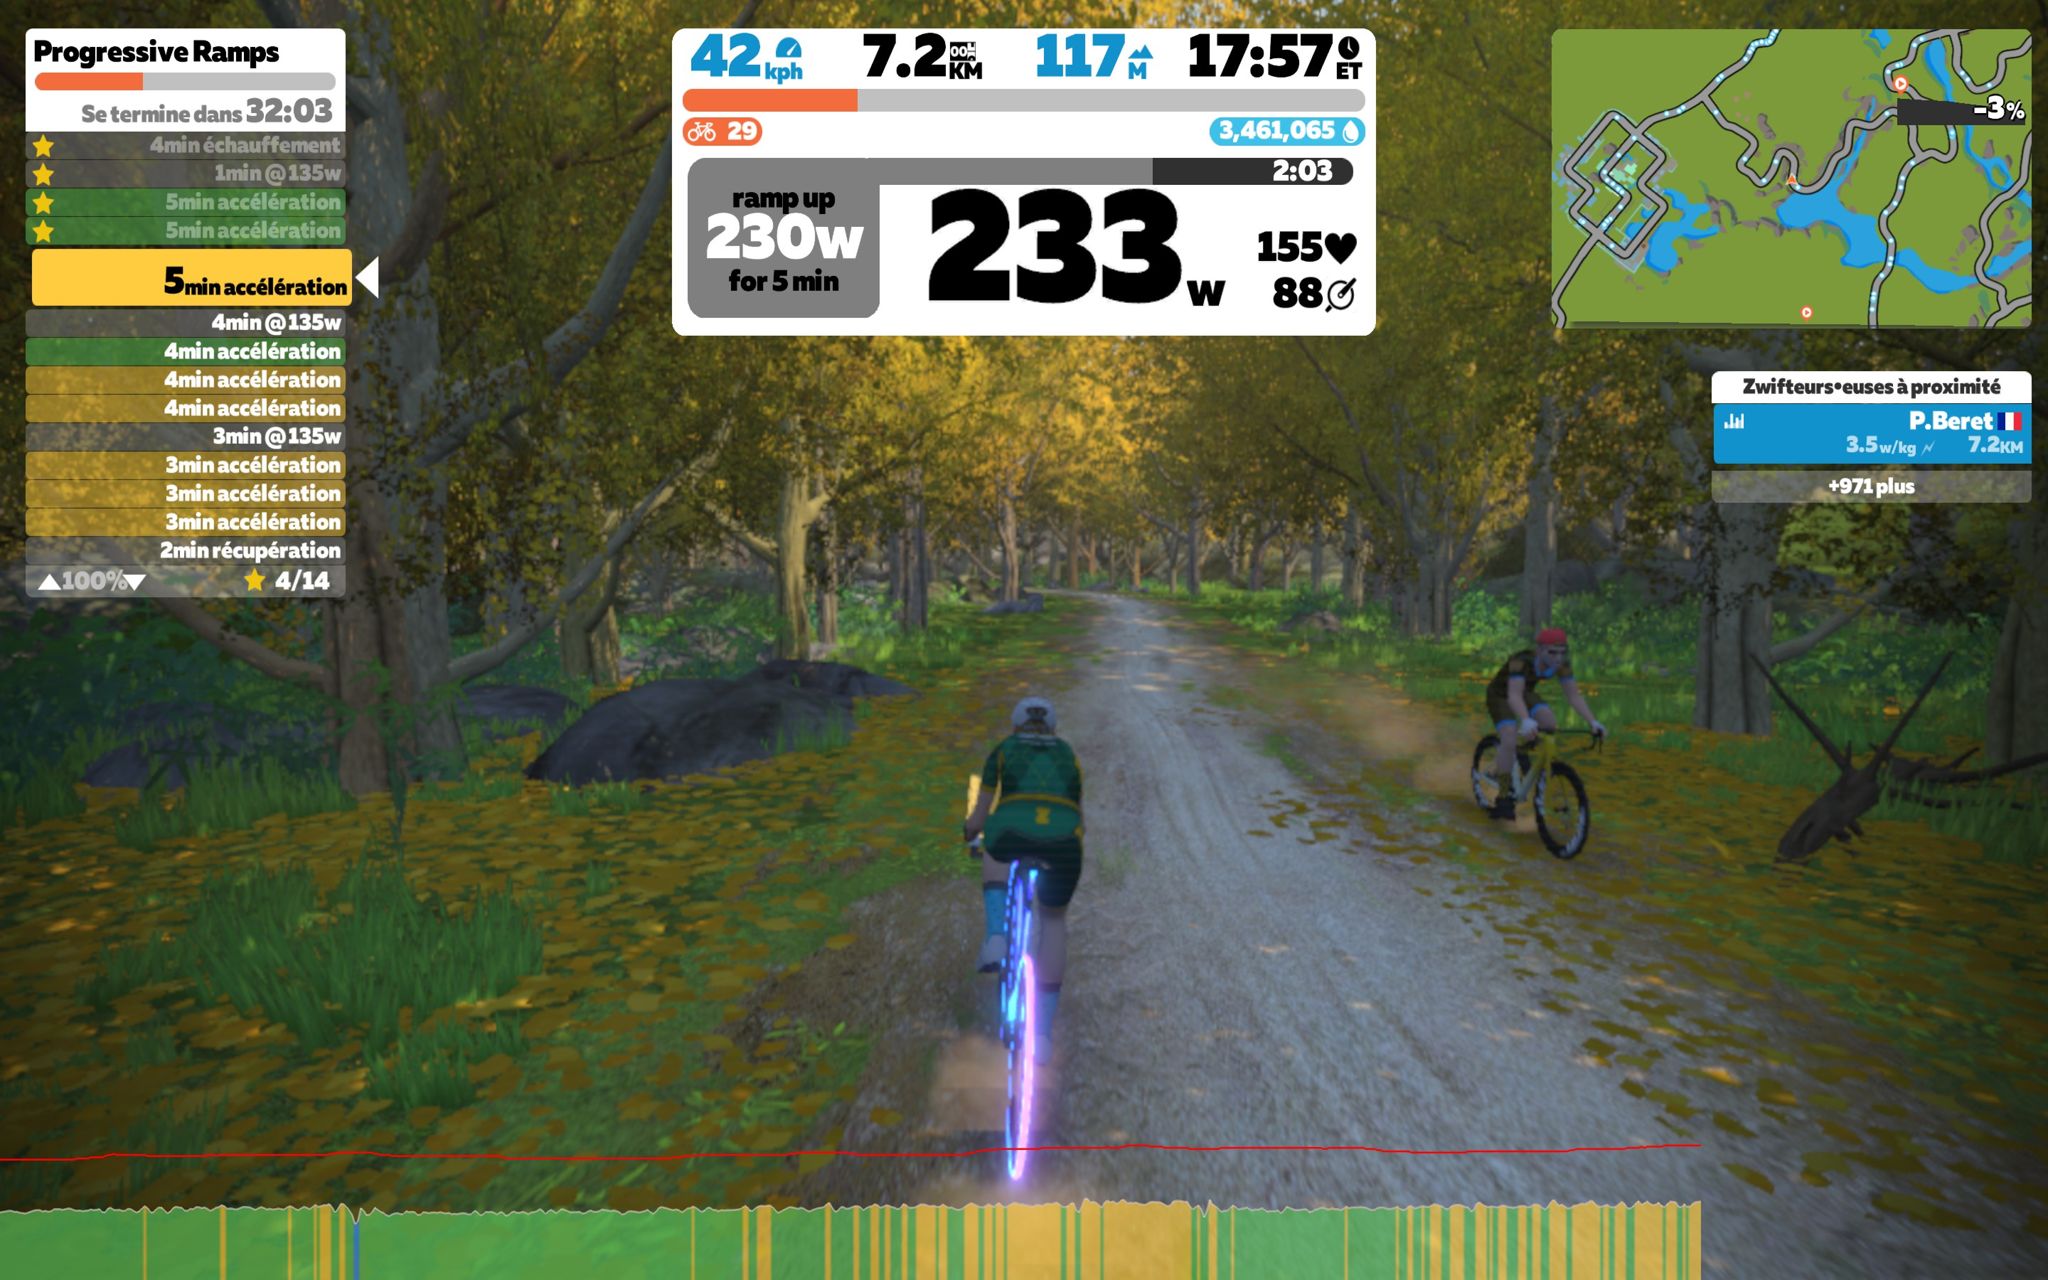 Progressive Ramps
Se termine dans 32:03
4min échauffement
1min @135w
5min accélération
5min accélération
5min accélération
4min @135w
4min accélération
4min accélération
4min accélération
3min @135w
3min accélération
3min accélération
3min accélération
2min récupération
100% 4/14
42 kph 7.2 KM 117 M 17:57 ET
29 3,461,065
2:03
ramp up
230w
for 5 min
233 w
155
88
-3%
Zwifteurs•euses à proximité
P.Beret
3.5 w/kg 7.2KM
+971 plus